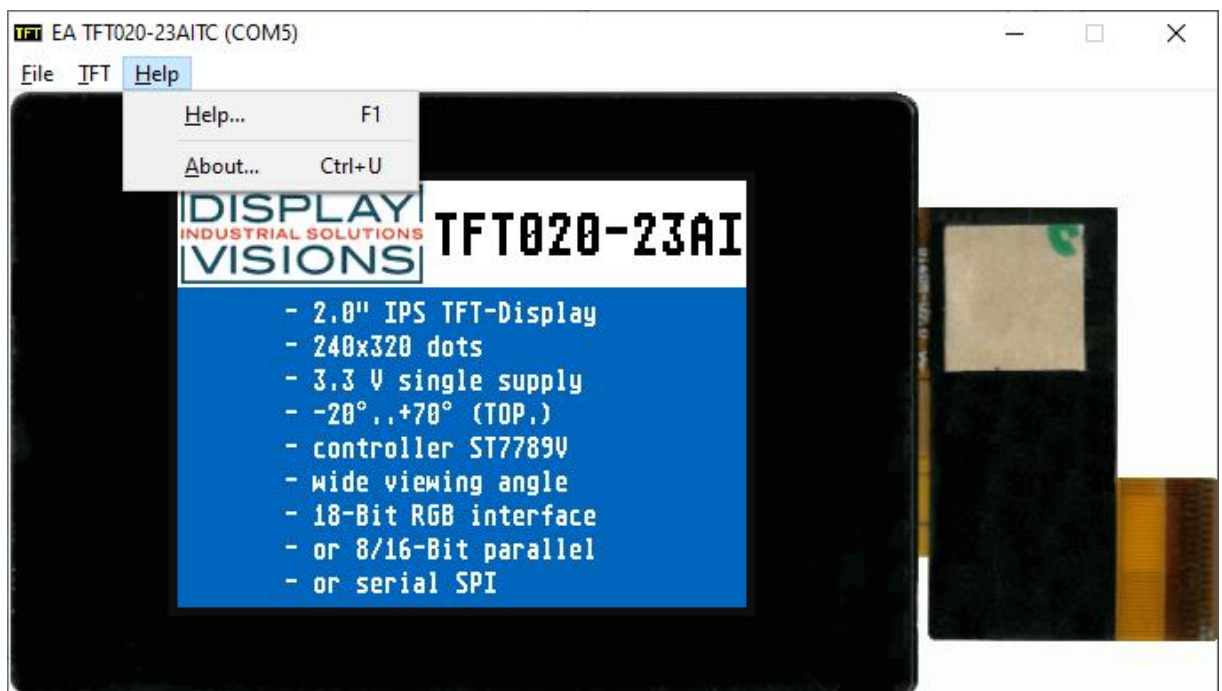 TFT EA TFT020-23AITC (COM5)
File TFT Help
Help... F1
About... Ctrl+U
DISPLAY
INDUSTRIAL SOLUTIONS
VISIONS
TFT020-23AI
- 2.0" IPS TFT-Display
- 240x320 dots
- 3.3 V single supply
- -20°..+70° (TOP.)
- controller ST7789V
- wide viewing angle
- 18-Bit RGB interface
- or 8/16-Bit parallel
- or serial SPI